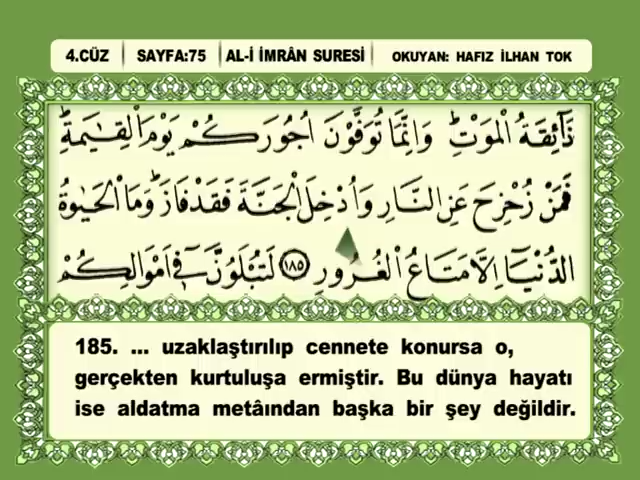 4.CÜZ SAYFA:75 AL-İ İMRÂN SURESİ OKUYAN: HAFIZ İLHAN TOK
ذَٓائِقَةُ الْمَوْتِۜ وَاِنَّمَا تُوَفَّوْنَ اُجُورَكُمْ يَوْمَ الْقِيٰمَةِۜ
فَمَنْ زُحْزِحَ عَنِ النَّارِ وَاُدْخِلَ الْجَنَّةَ فَقَدْ فَازَۜ وَمَا الْحَيٰوةُ
الدُّنْيَٓا اِلَّا مَتَاعُ الْغُرُورِ ﴿١٨٥﴾ لَتُبْلَوُنَّ ف۪ٓي اَمْوَالِكُمْ
185. ... uzaklaştırılıp cennete konursa o,
gerçekten kurtuluşa ermiştir. Bu dünya hayatı
ise aldatma metâından başka bir şey değildir.